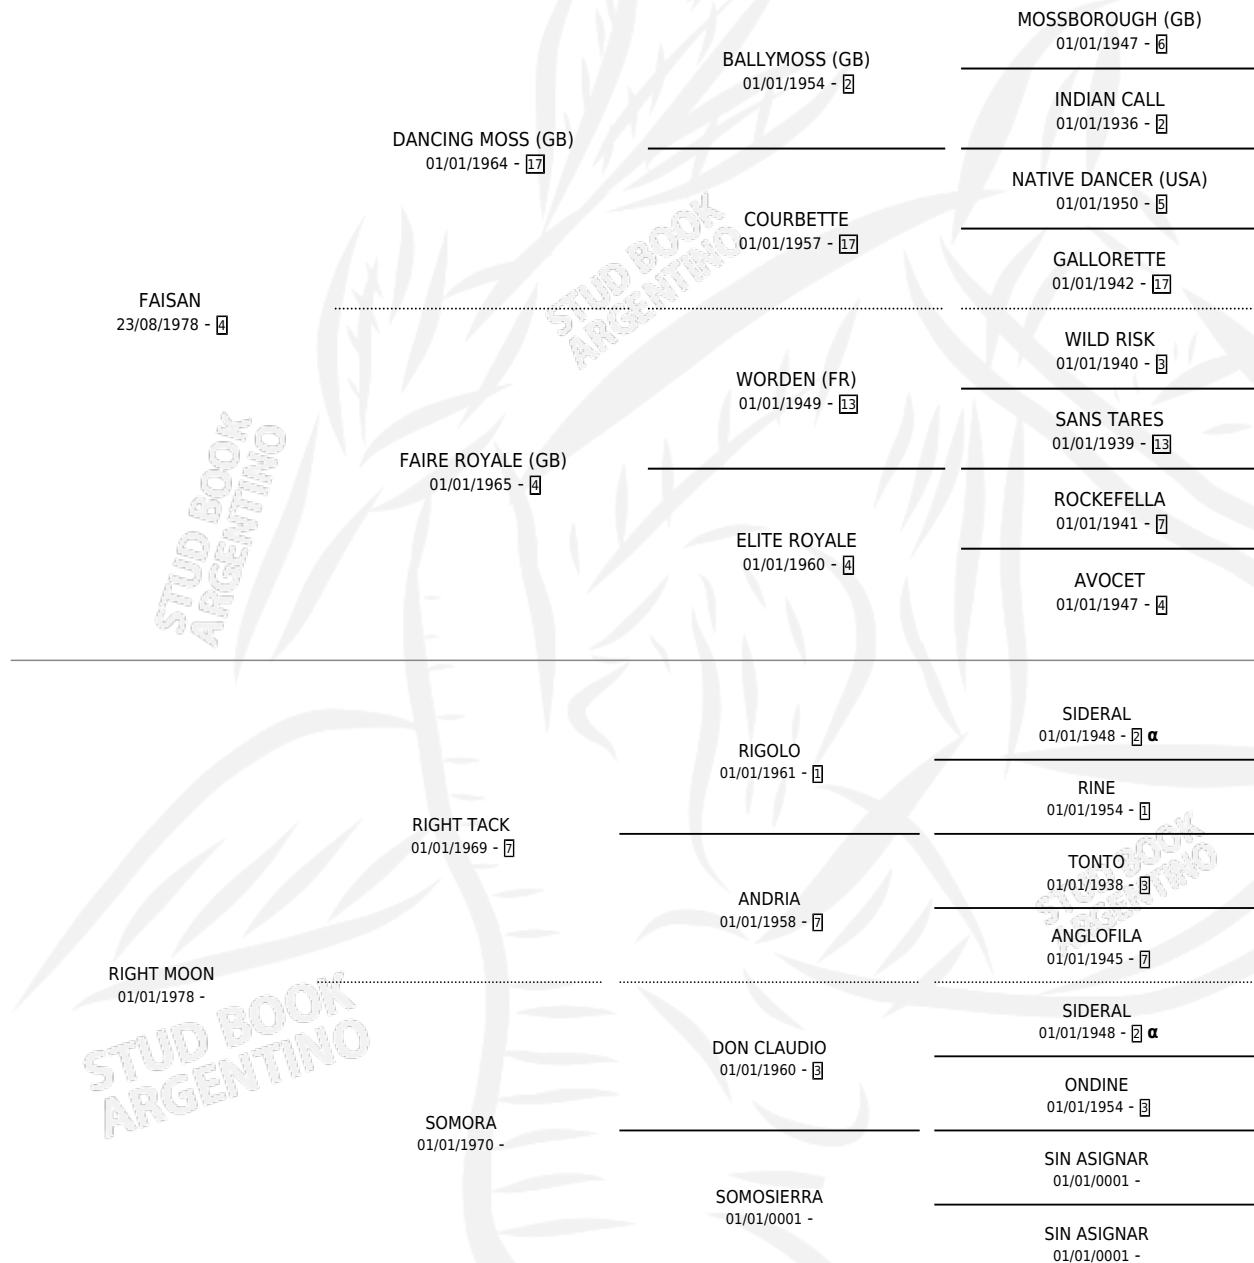 MOSSBOROUGH (GB)
01/01/1947 - 6
BALLYMOSS (GB)
01/01/1954 - 2
INDIAN CALL
01/01/1936 - 2
DANCING MOSS (GB)
01/01/1964 - 17
NATIVE DANCER (USA)
01/01/1950 - 5
COURBETTE
01/01/1957 - 17
GALLORETTE
01/01/1942 - 17
FAISAN
23/08/1978 - 4
WILD RISK
01/01/1940 - 3
WORDEN (FR)
01/01/1949 - 13
SANS TARES
01/01/1939 - 13
FAIRE ROYALE (GB)
01/01/1965 - 4
ROCKEFELLA
01/01/1941 - 7
ELITE ROYALE
01/01/1960 - 4
AVOCET
01/01/1947 - 4
SIDERAL
01/01/1948 - 2 α
RIGOLO
01/01/1961 - 1
RINE
01/01/1954 - 1
RIGHT TACK
01/01/1969 - 7
TONTO
01/01/1938 - 3
ANDRIA
01/01/1958 - 7
ANGLOFILA
01/01/1945 - 7
RIGHT MOON
01/01/1978 -
SIDERAL
01/01/1948 - 2 α
DON CLAUDIO
01/01/1960 - 3
ONDINE
01/01/1954 - 3
SOMORA
01/01/1970 -
SIN ASIGNAR
01/01/0001 -
SOMOSIERRA
01/01/0001 -
SIN ASIGNAR
01/01/0001 -
STUD BOOK
ARGENTINO
STUD BOOK
ARGENTINO
STUD BOOK
ARGENTINO
STUD BOOK
ARGENTINO